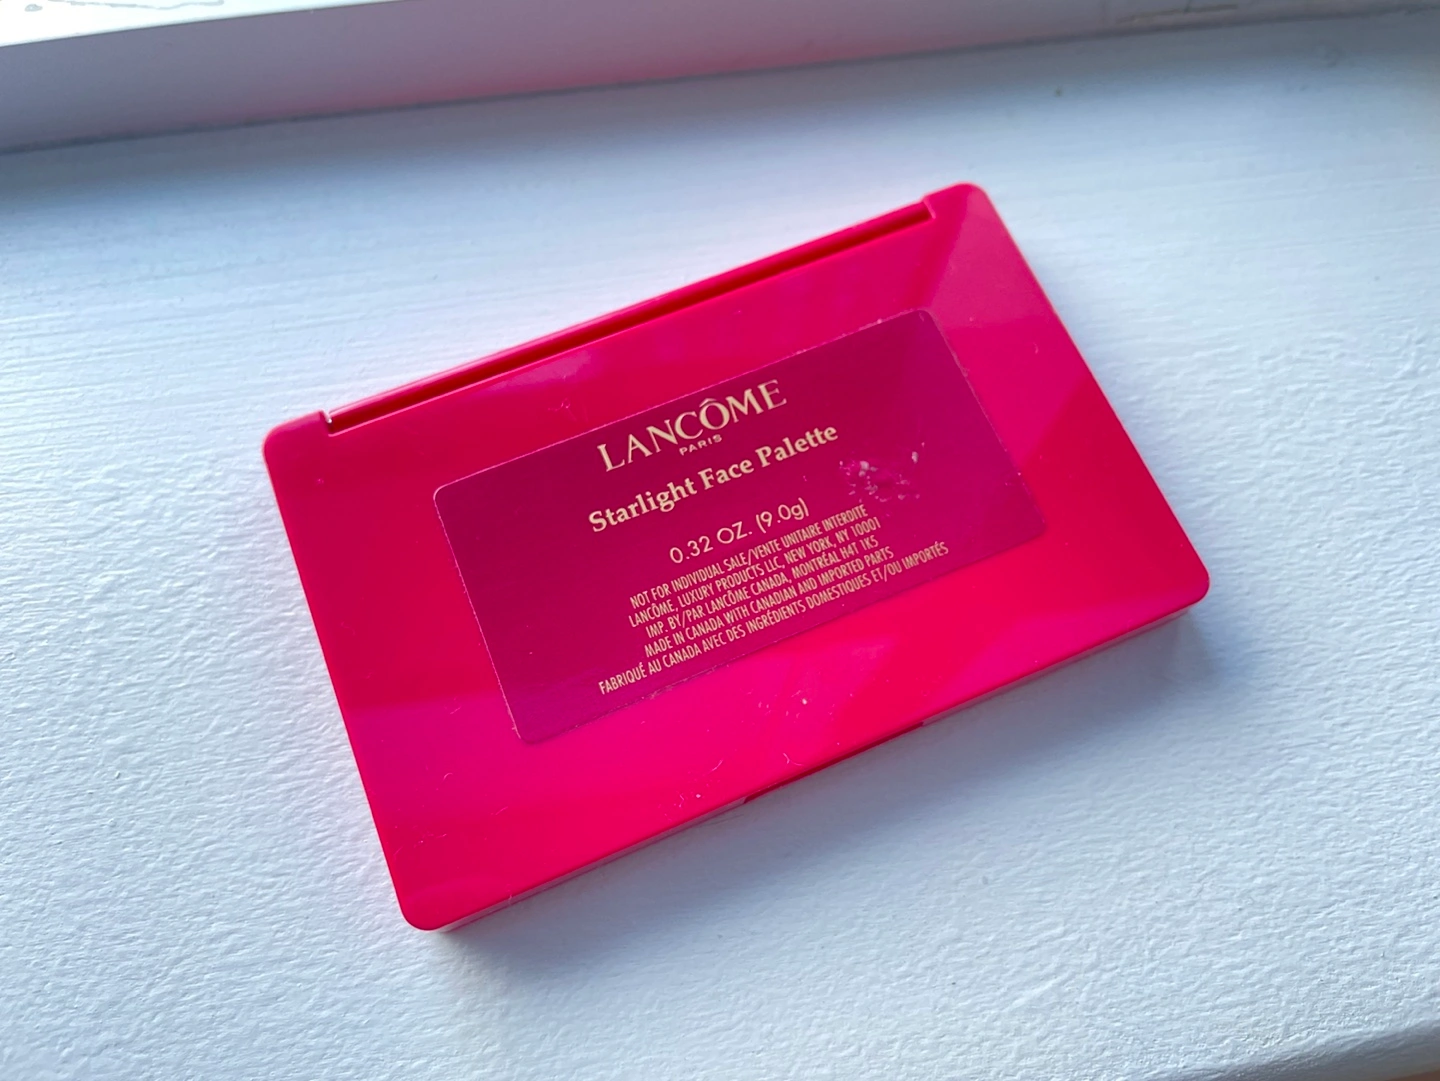 LANCÔME
PARIS
Starlight Face Palette
0.32 OZ. (9.0g)
NOT FOR INDIVIDUAL SALE/VENTE UNITAIRE INTERDITE
LANCÔME, LUXURY PRODUCTS LLC, NEW YORK, NY 10001
IMP. BY/PAR LANCÔME CANADA, MONTRÉAL H4T 1K5
MADE IN CANADA WITH CANADIAN AND IMPORTED PARTS
FABRIQUÉ AU CANADA AVEC DES INGRÉDIENTS DOMESTIQUES ET/OU IMPORTÉS